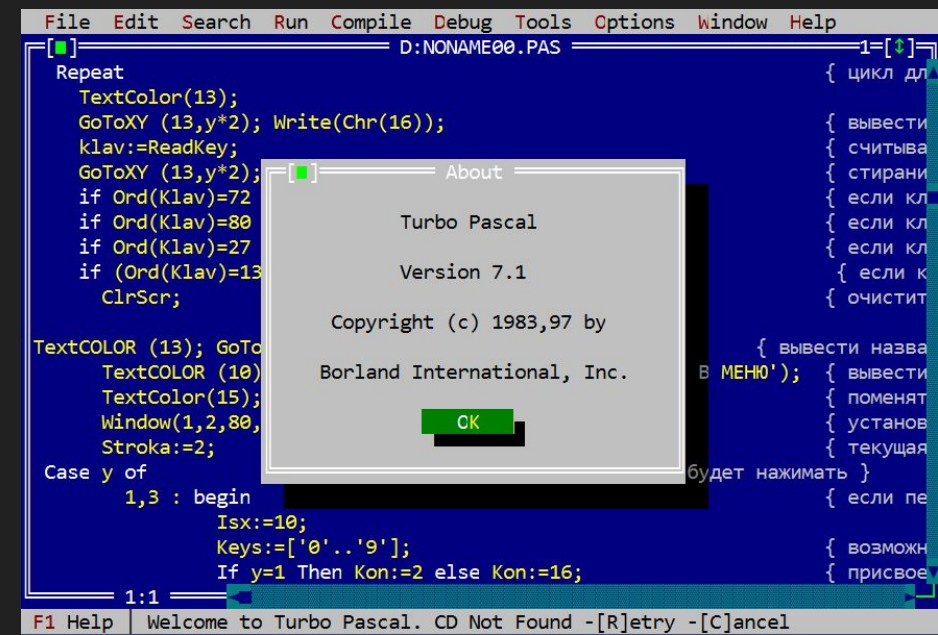 File Edit Search Run Compile Debug Tools Options Window Help
[■] D:NONAME00.PAS 1=[↕]
Repeat { цикл дл
TextColor(13);
GoToXY (13,y*2); Write(Chr(16)); { вывести
klav:=ReadKey; { считыва
GoToXY (13,y*2); { стирани
if Ord(Klav)=72 { если кл
if Ord(Klav)=80 { если кл
if Ord(Klav)=27 { если кл
if (Ord(Klav)=13 { если к
ClrScr; { очистит
TextCOLOR (13); GoTo { вывести назва
TextCOLOR (10) В МЕНЮ'); { вывести
TextColor(15); { поменят
Window(1,2,80, { установ
Stroka:=2; { текущая
Case y of будет нажимать }
1,3 : begin { если пе
Isx:=10;
Keys:=['0'..'9']; { возможн
If y=1 Then Kon:=2 else Kon:=16; { присвое
1:1
[■] About
Turbo Pascal
Version 7.1
Copyright (c) 1983,97 by
Borland International, Inc.
OK
F1 Help | Welcome to Turbo Pascal. CD Not Found -[R]etry -[C]ancel